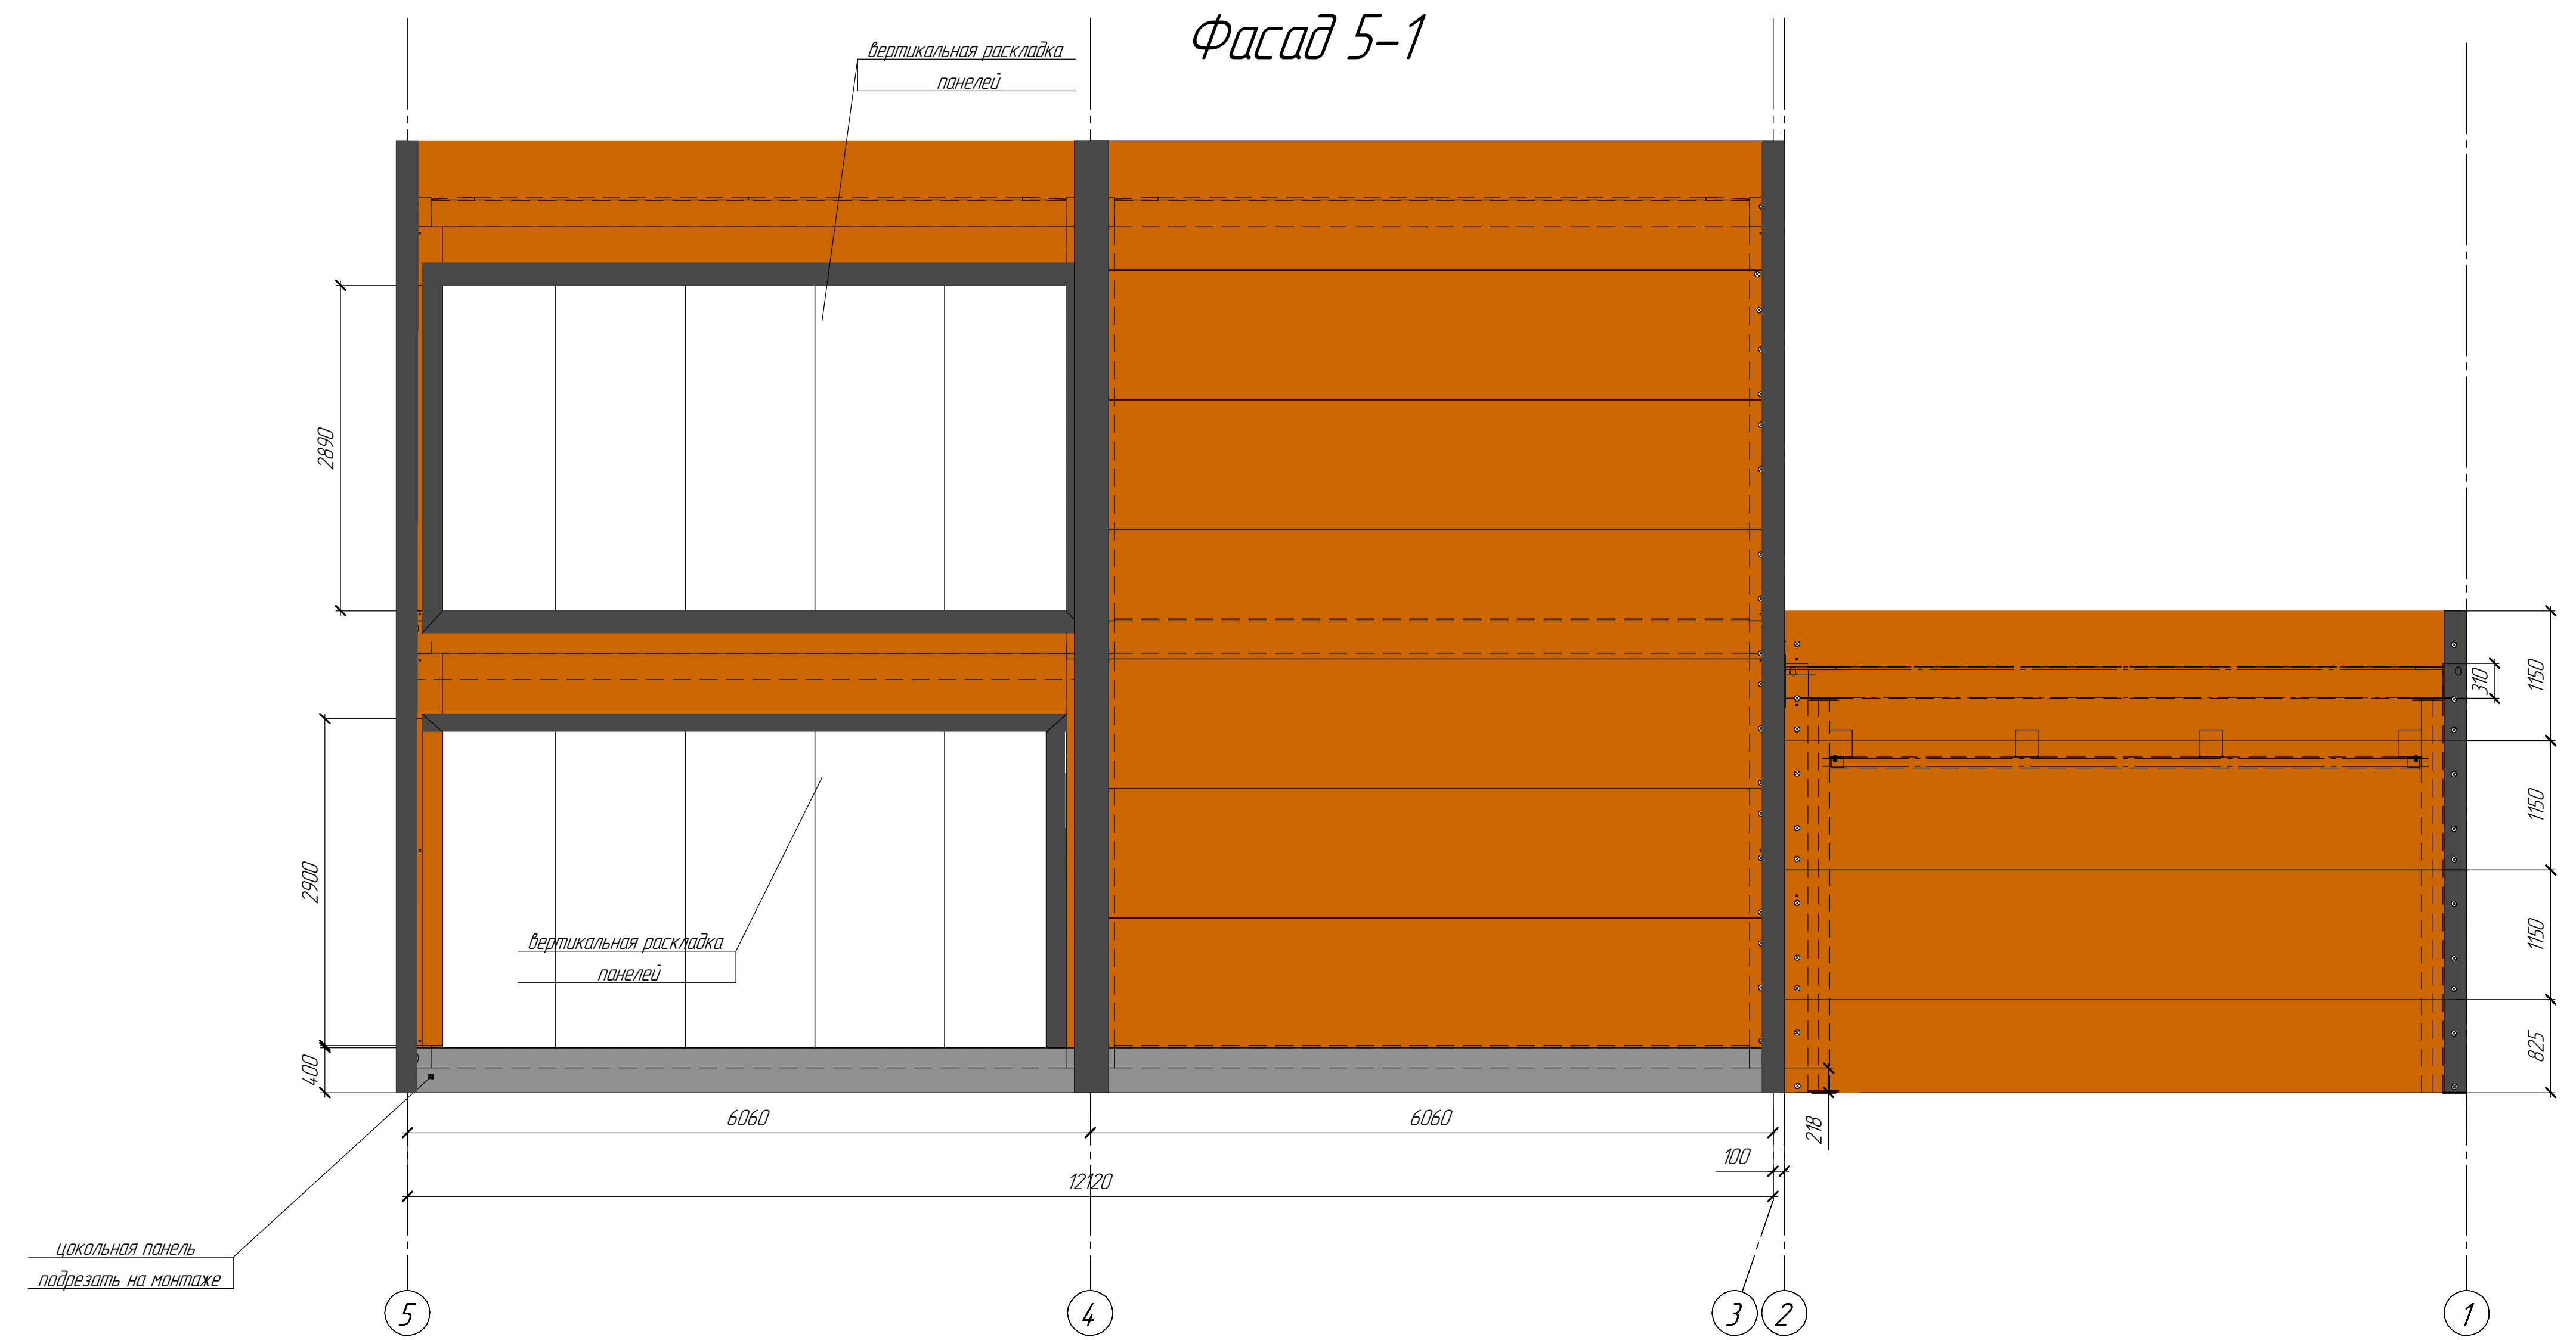 Фасад 5-1
вертикальная раскладка
панелей
2890
2900
400
вертикальная раскладка
панелей
310
1150
1150
1150
825
218
6060
6060
100
12120
цокольная панель
подрезать на монтаже
5
4
3
2
1